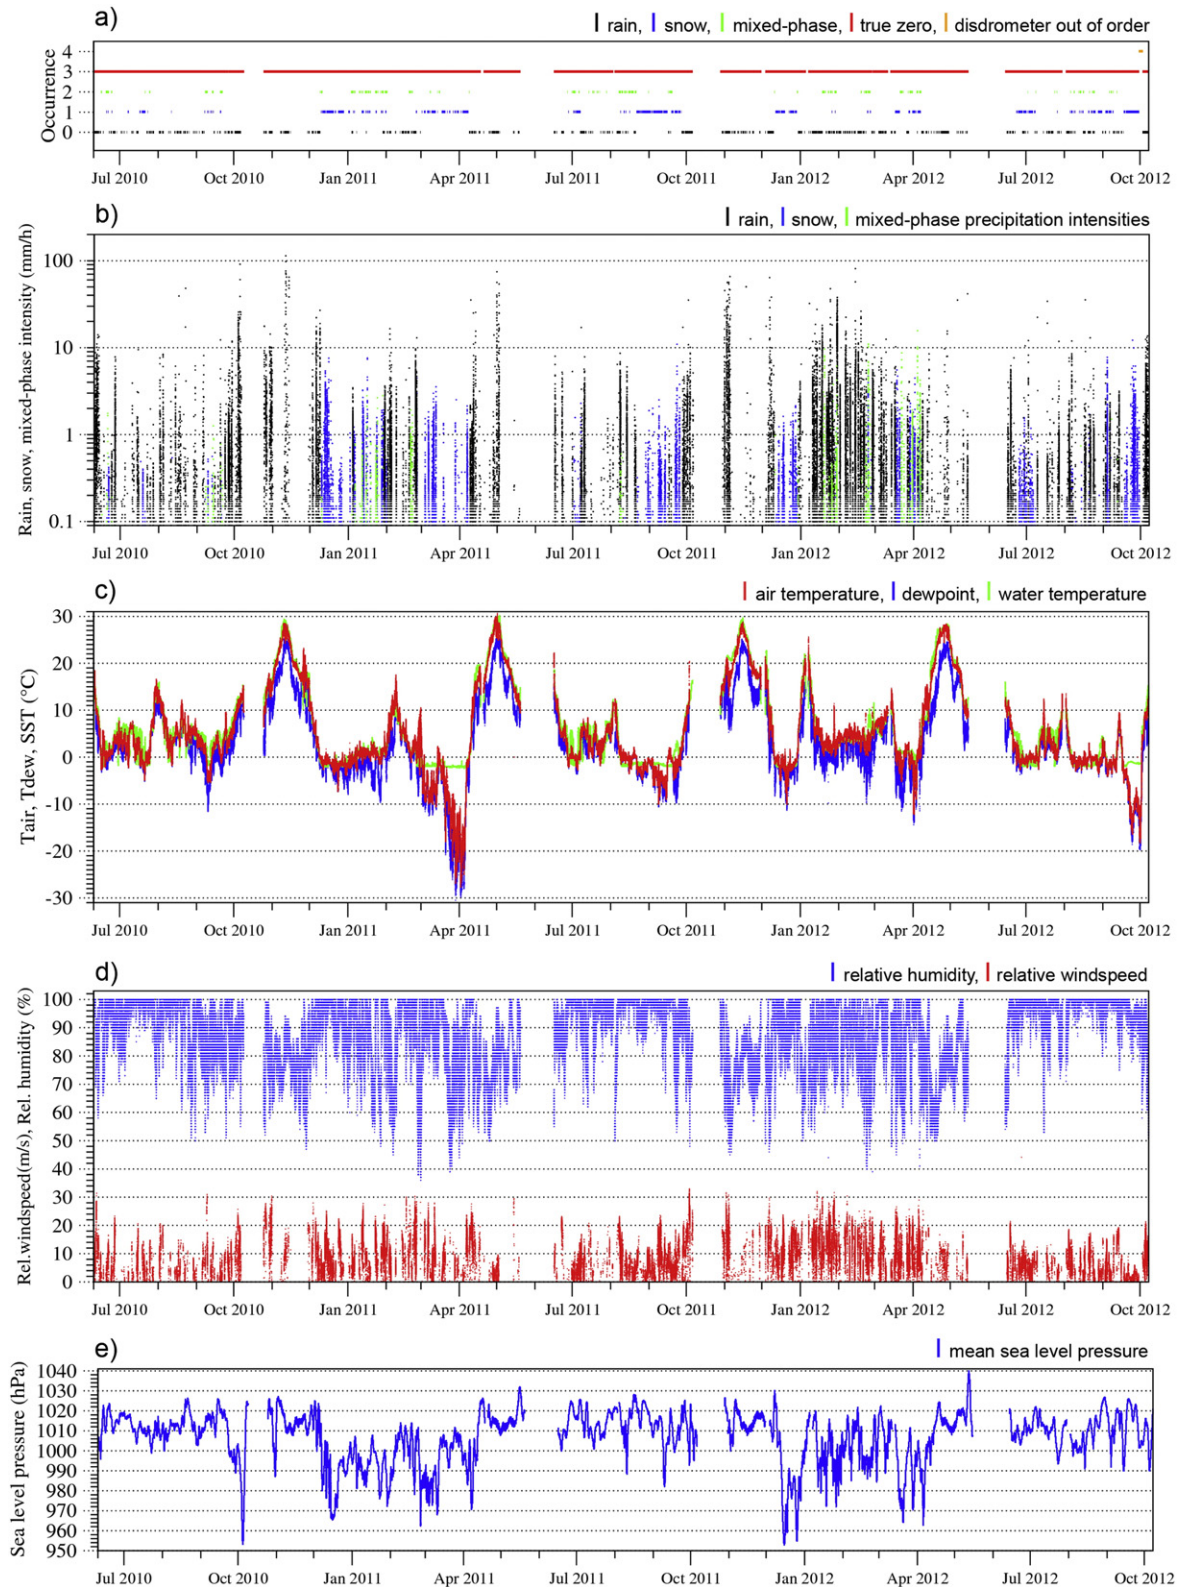 a)
rain, snow, mixed-phase, true zero, disdrometer out of order
Occurrence
4
3
2
1
0
Jul 2010 Oct 2010 Jan 2011 Apr 2011 Jul 2011 Oct 2011 Jan 2012 Apr 2012 Jul 2012 Oct 2012
b)
rain, snow, mixed-phase precipitation intensities
Rain, snow, mixed-phase intensity (mm/h)
100
10
1
0.1
Jul 2010 Oct 2010 Jan 2011 Apr 2011 Jul 2011 Oct 2011 Jan 2012 Apr 2012 Jul 2012 Oct 2012
c)
air temperature, dewpoint, water temperature
Tair, Tdew, SST (°C)
30
20
10
0
-10
-20
-30
Jul 2010 Oct 2010 Jan 2011 Apr 2011 Jul 2011 Oct 2011 Jan 2012 Apr 2012 Jul 2012 Oct 2012
d)
relative humidity, relative windspeed
Rel.windspeed(m/s), Rel. humidity (%)
100
90
80
70
60
50
40
30
20
10
0
Jul 2010 Oct 2010 Jan 2011 Apr 2011 Jul 2011 Oct 2011 Jan 2012 Apr 2012 Jul 2012 Oct 2012
e)
mean sea level pressure
Sea level pressure (hPa)
1040
1030
1020
1010
1000
990
980
970
960
950
Jul 2010 Oct 2010 Jan 2011 Apr 2011 Jul 2011 Oct 2011 Jan 2012 Apr 2012 Jul 2012 Oct 2012